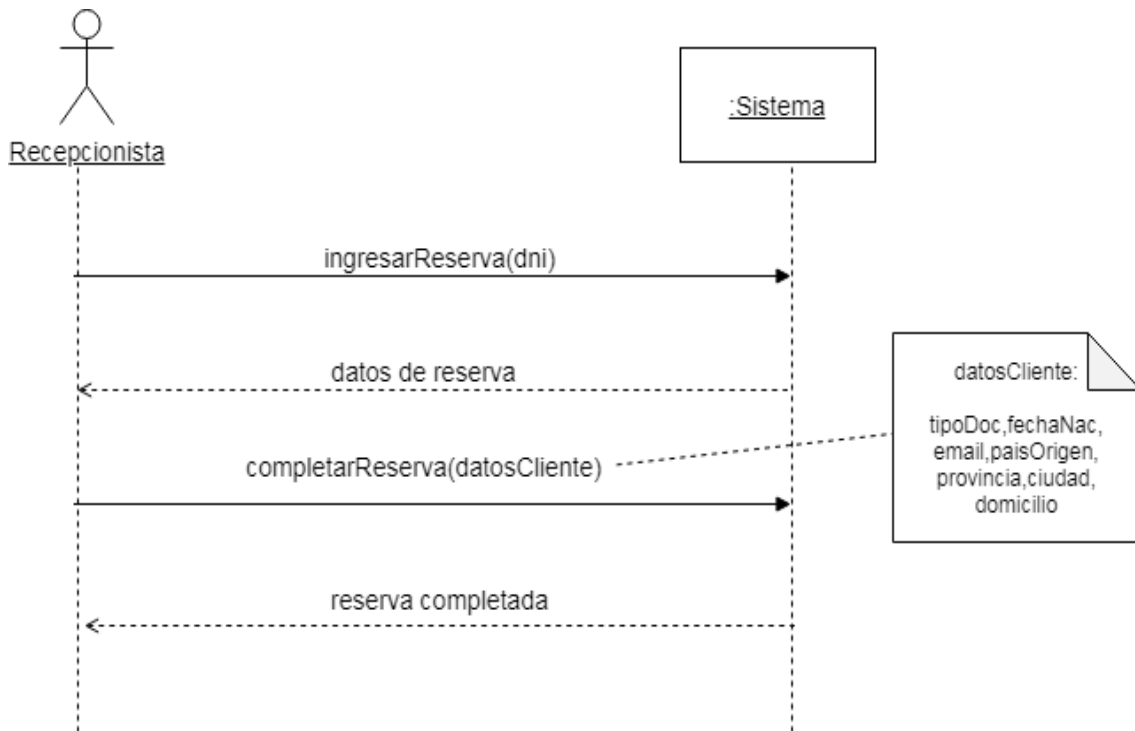 :Sistema
Recepcionista
ingresarReserva(dni)
datos de reserva
datosCliente:
tipoDoc,fechaNac,
email,paisOrigen,
provincia,ciudad,
domicilio
completarReserva(datosCliente)
reserva completada